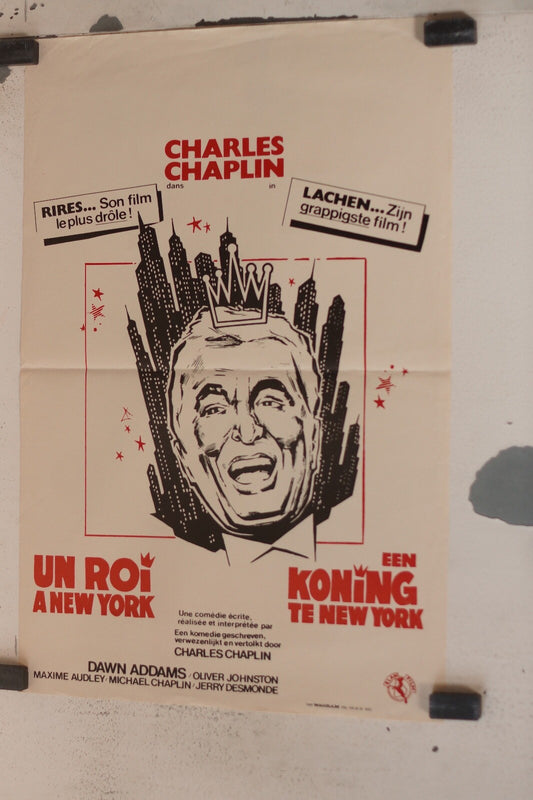 CHARLES
CHAPLIN
dans in
RIRES... Son film
le plus drôle !
LACHEN... Zijn
grappigste film !
UN ROI
A NEW YORK
EEN
KONING
TE NEW YORK
Une comédie écrite,
réalisée et interprétée par
Een komedie geschreven,
verwezenlijkt en vertolkt door
CHARLES CHAPLIN
DAWN ADDAMS / OLIVER JOHNSTON
MAXIME AUDLEY / MICHAEL CHAPLIN / JERRY DESMONDE